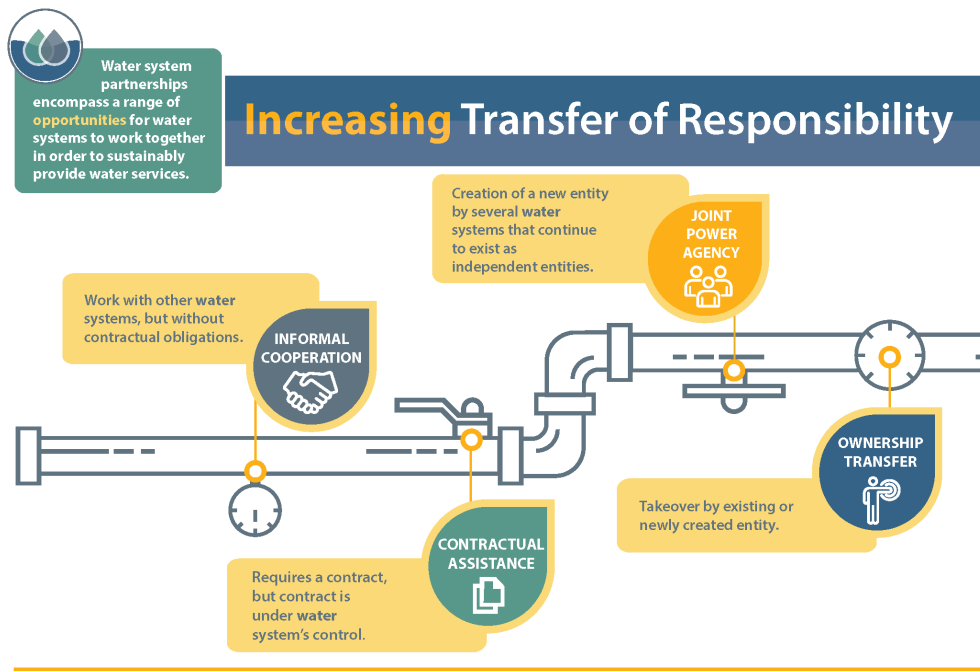 Water system
partnerships
encompass a range of
opportunities for water
systems to work together
in order to sustainably
provide water services.
Increasing Transfer of Responsibility
Work with other water
systems, but without
contractual obligations.
INFORMAL
COOPERATION
Requires a contract,
but contract is
under water
system's control.
CONTRACTUAL
ASSISTANCE
Creation of a new entity
by several water
systems that continue
to exist as
independent entities.
JOINT
POWER
AGENCY
Takeover by existing or
newly created entity.
OWNERSHIP
TRANSFER